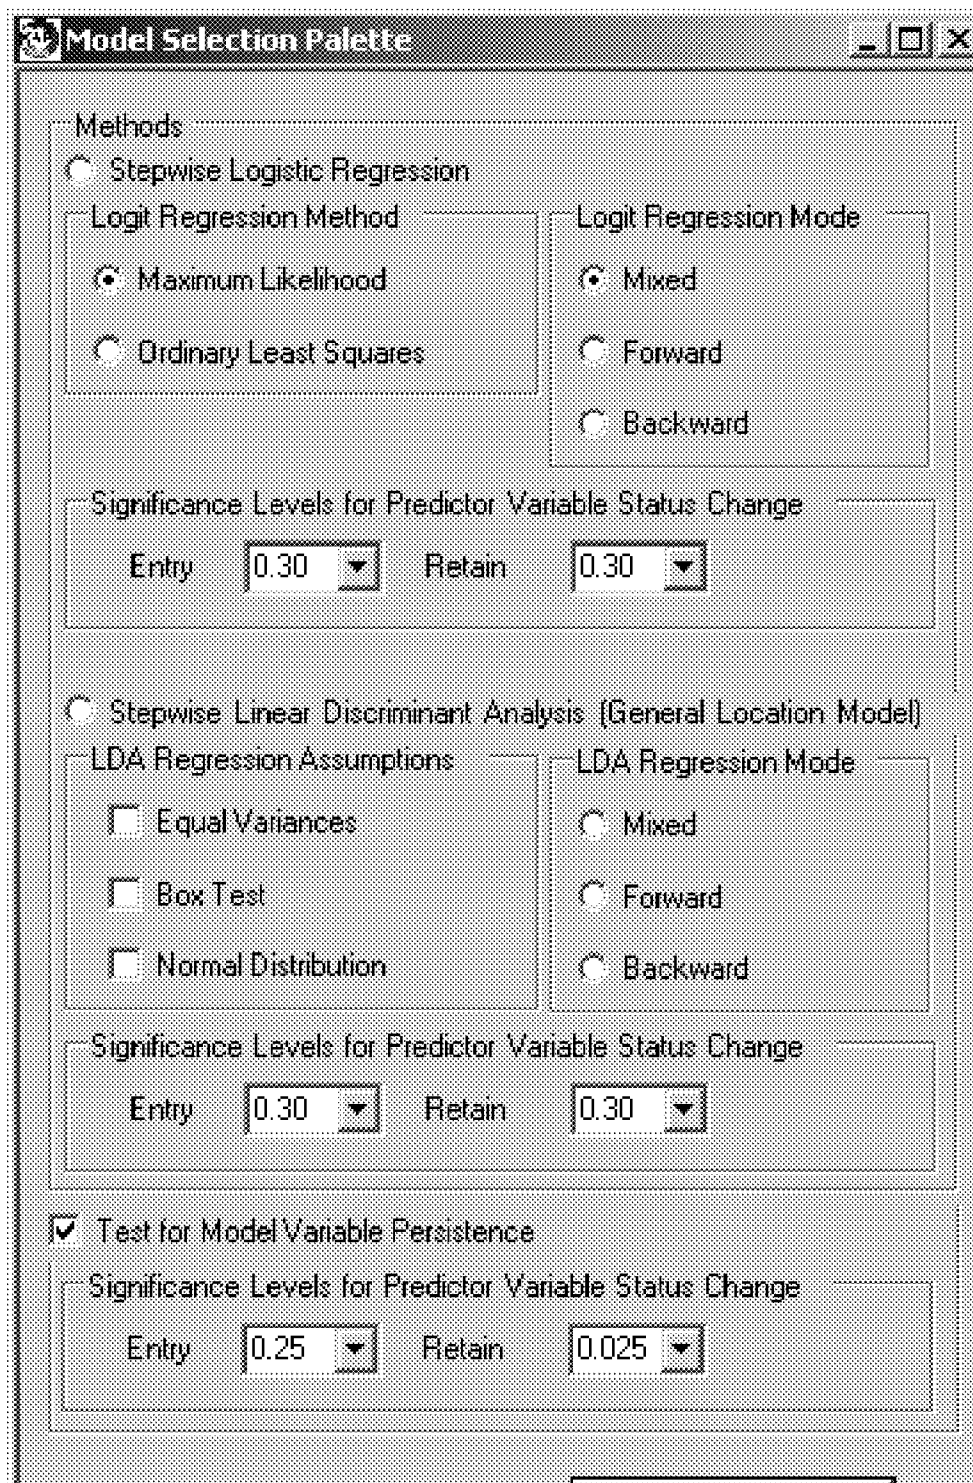 Model Selection Palette
Methods
Stepwise Logistic Regression
Logit Regression Method
Logit Regression Mode
Maximum Likelihood
Mixed
Ordinary Least Squares
Forward
Backward
Significance Levels for Predictor Variable Status Change
Entry 0.30 Retain 0.30
Stepwise Linear Discriminant Analysis (General Location Model)
LDA Regression Assumptions
LDA Regression Mode
Equal Variances
Mixed
Box Test
Forward
Normal Distribution
Backward
Significance Levels for Predictor Variable Status Change
Entry 0.30 Retain 0.30
Test for Model Variable Persistence
Significance Levels for Predictor Variable Status Change
Entry 0.25 Retain 0.025